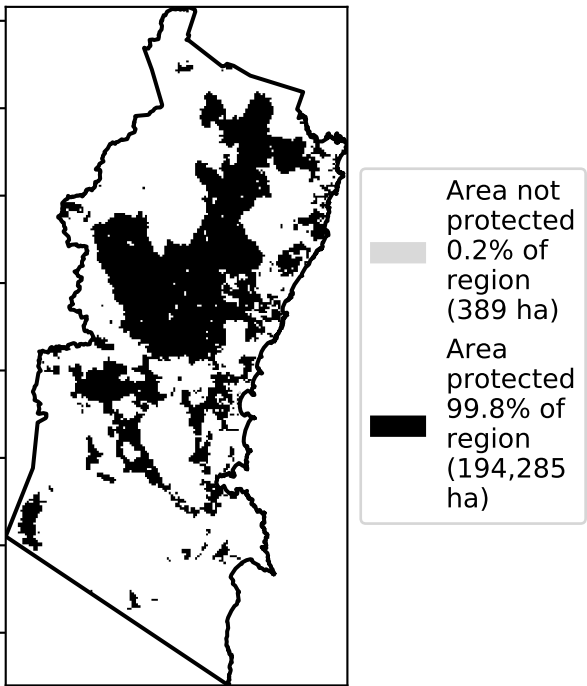 Area not
protected
0.2% of
region
(389 ha)
Area
protected
99.8% of
region
(194,285
ha)